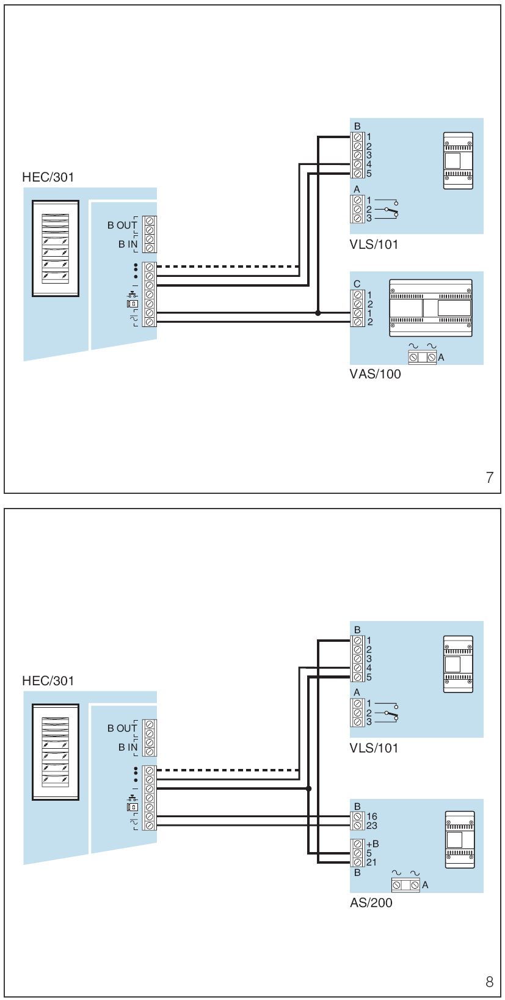 HEC/301
B OUT
B IN
B
1
2
3
4
5
A
1
2
3
VLS/101
C
1
2
1
2
A
VAS/100
7
HEC/301
B OUT
B IN
B
1
2
3
4
5
A
1
2
3
VLS/101
B
16
23
+B
5
21
B
A
AS/200
8